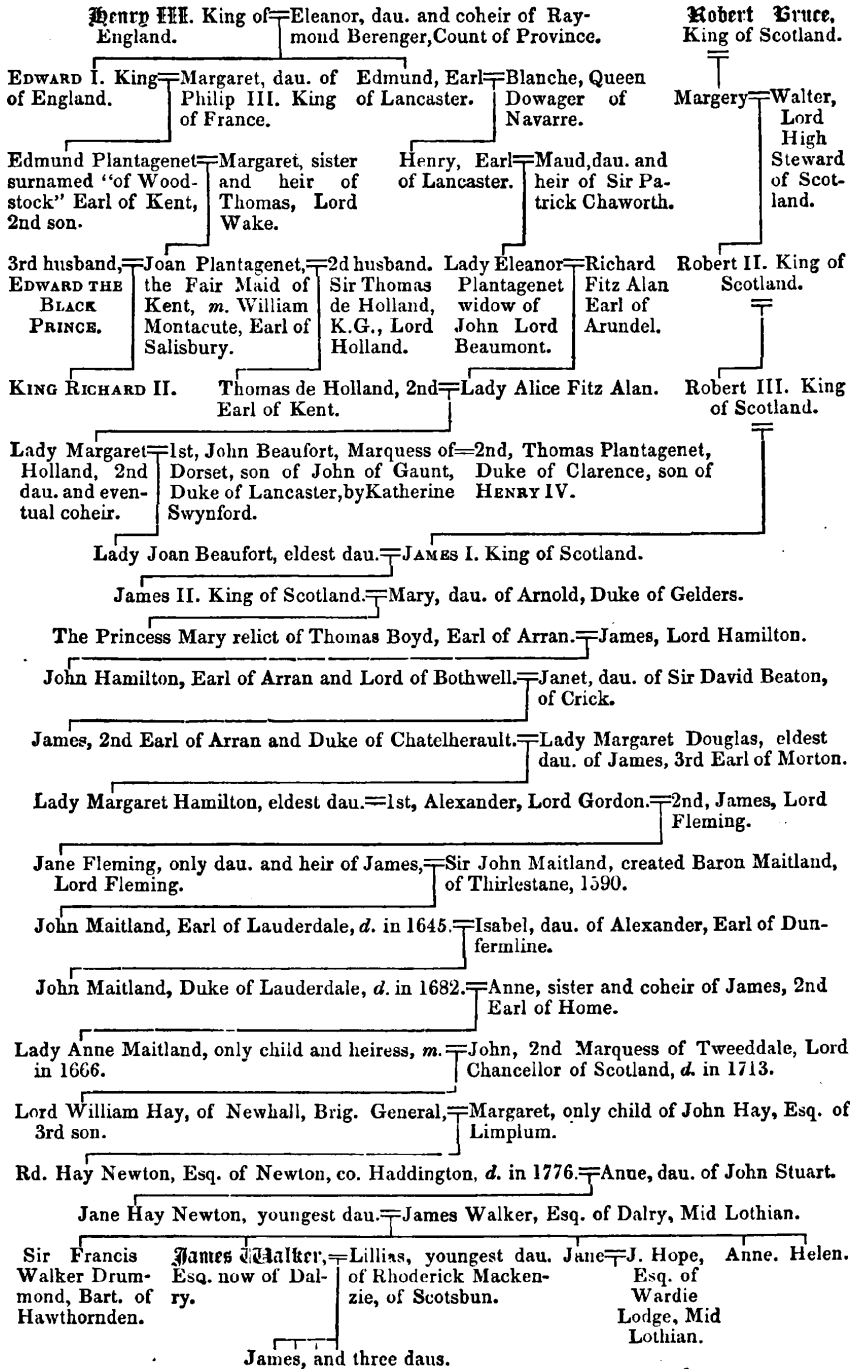 Henry III. King of England.
Eleanor, dau. and coheir of Ray-
mond Berenger, Count of Province.
Robert Bruce,
King of Scotland.
EDWARD I. King
of England.
Margaret, dau. of
Philip III. King
of France.
Edmund, Earl
of Lancaster.
Blanche, Queen
Dowager of
Navarre.
Margery
Walter,
Lord
High
Steward
of Scot-
land.
Edmund Plantagenet
surnamed "of Wood-
stock" Earl of Kent,
2nd son.
Margaret, sister
and heir of
Thomas, Lord
Wake.
Henry, Earl
of Lancaster.
Maud, dau. and
heir of Sir Pa-
trick Chaworth.
3rd husband,
EDWARD THE
BLACK
PRINCE.
Joan Plantagenet,
the Fair Maid of
Kent, m. William
Montacute, Earl of
Salisbury.
2d husband.
Sir Thomas
de Holland,
K.G., Lord
Holland.
Lady Eleanor
Plantagenet
widow of
John Lord
Beaumont.
Richard
Fitz Alan
Earl of
Arundel.
Robert II. King of
Scotland.
KING RICHARD II.
Thomas de Holland, 2nd
Earl of Kent.
Lady Alice Fitz Alan.
Robert III. King
of Scotland.
Lady Margaret
Holland, 2nd
dau. and even-
tual coheir.
1st, John Beaufort, Marquess of
Dorset, son of John of Gaunt,
Duke of Lancaster, by Katherine
Swynford.
2nd, Thomas Plantagenet,
Duke of Clarence, son of
HENRY IV.
Lady Joan Beaufort, eldest dau.
JAMES I. King of Scotland.
James II. King of Scotland.
Mary, dau. of Arnold, Duke of Gelders.
The Princess Mary relict of Thomas Boyd, Earl of Arran.
James, Lord Hamilton.
John Hamilton, Earl of Arran and Lord of Bothwell.
Janet, dau. of Sir David Beaton,
of Crick.
James, 2nd Earl of Arran and Duke of Chatelherault.
Lady Margaret Douglas, eldest
dau. of James, 3rd Earl of Morton.
Lady Margaret Hamilton, eldest dau.
1st, Alexander, Lord Gordon.
2nd, James, Lord
Fleming.
Jane Fleming, only dau. and heir of James,
Lord Fleming.
Sir John Maitland, created Baron Maitland,
of Thirlestane, 1590.
John Maitland, Earl of Lauderdale, d. in 1645.
Isabel, dau. of Alexander, Earl of Dun-
fermline.
John Maitland, Duke of Lauderdale, d. in 1682.
Anne, sister and coheir of James, 2nd
Earl of Home.
Lady Anne Maitland, only child and heiress, m.
in 1666.
John, 2nd Marquess of Tweeddale, Lord
Chancellor of Scotland, d. in 1713.
Lord William Hay, of Newhall, Brig. General,
3rd son.
Margaret, only child of John Hay, Esq. of
Limplum.
Rd. Hay Newton, Esq. of Newton, co. Haddington, d. in 1776.
Anne, dau. of John Stuart.
Jane Hay Newton, youngest dau.
James Walker, Esq. of Dalry, Mid Lothian.
Sir Francis
Walker Drum-
mond, Bart. of
Hawthornden.
James Walker,
Esq. now of Dal-
ry.
Lillias, youngest dau.
of Rhoderick Macken-
zie, of Scotsbun.
Jane
J. Hope,
Esq. of
Wardie
Lodge, Mid
Lothian.
Anne. Helen.
James, and three daus.